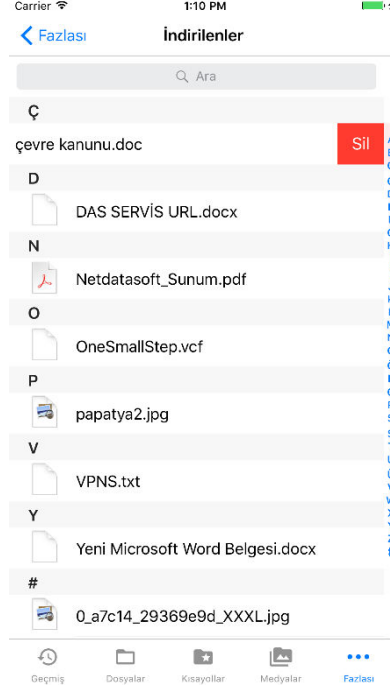 Carrier 1:10 PM
Fazlası İndirilenler
Ara
Ç
çevre kanunu.doc Sil
D
DAS SERVİS URL.docx
N
Netdatasoft_Sunum.pdf
O
OneSmallStep.vcf
P
papatya2.jpg
V
VPNS.txt
Y
Yeni Microsoft Word Belgesi.docx
#
0_a7c14_29369e9d_XXXL.jpg
Geçmiş Dosyalar Kısayollar Medyalar Fazlası